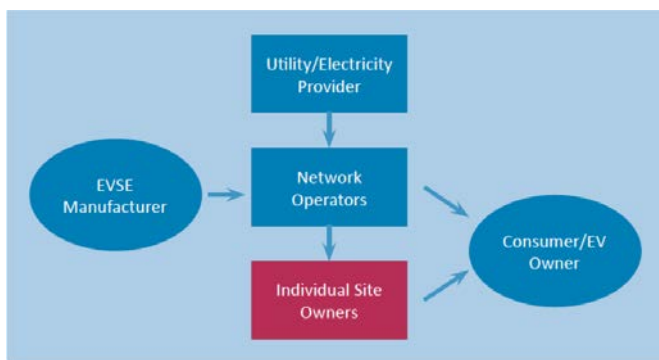 Utility/Electricity
Provider
EVSE
Manufacturer
Network
Operators
Consumer/EV
Owner
Individual Site
Owners